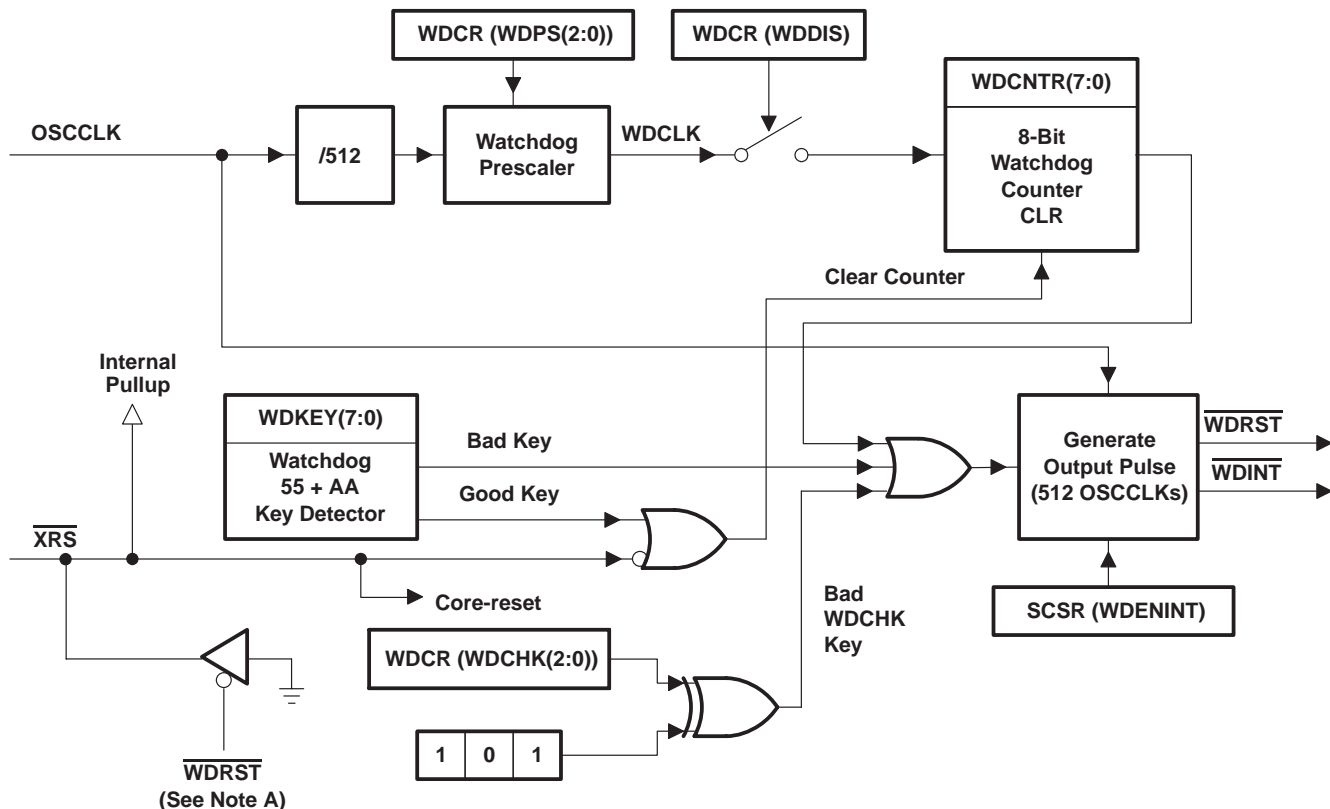 WDCR (WDPS(2:0))
WDCR (WDDIS)
WDCNTR(7:0)
OSCCLK
/512
Watchdog
Prescaler
WDCLK
8-Bit
Watchdog
Counter
CLR
Clear Counter
Internal
Pullup
WDKEY(7:0)
Watchdog
55 + AA
Key Detector
Bad Key
Good Key
Generate
Output Pulse
(512 OSCCLKs)
WDRST
WDINT
XRS
Core-reset
SCSR (WDENINT)
Bad
WDCHK
Key
WDCR (WDCHK(2:0))
1 0 1
WDRST
(See Note A)